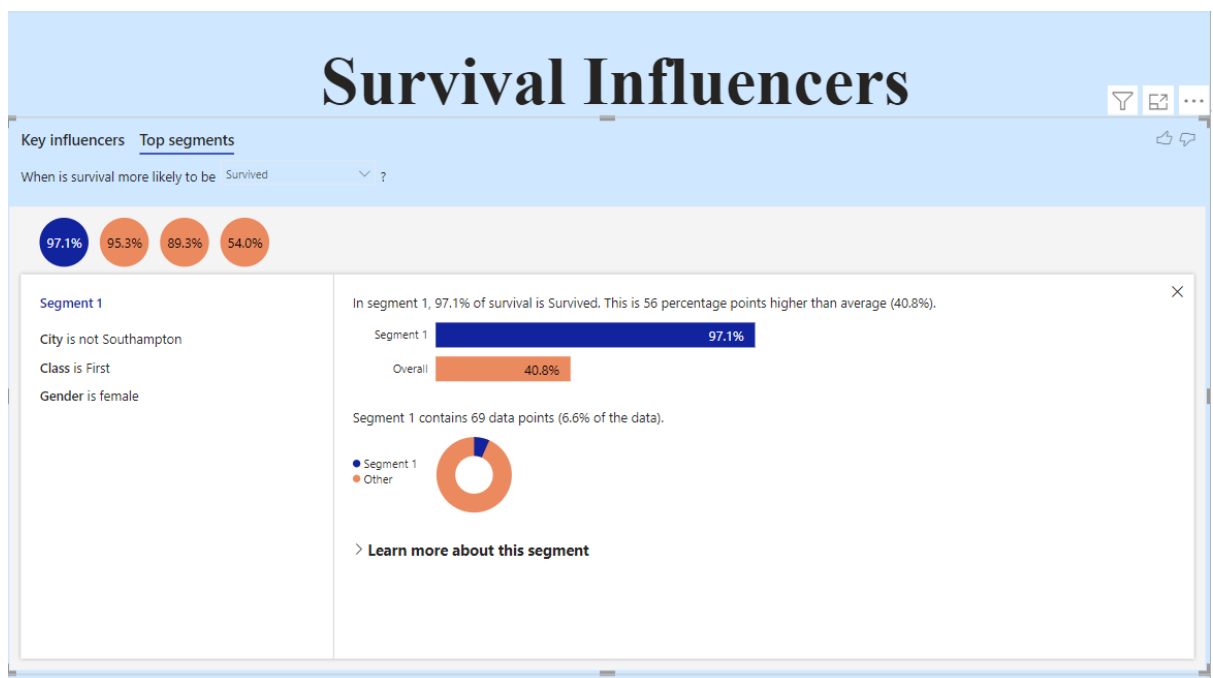 Survival Influencers
Key influencers Top segments
When is survival more likely to be Survived ?
97.1% 95.3% 89.3% 54.0%
Segment 1
City is not Southampton
Class is First
Gender is female
In segment 1, 97.1% of survival is Survived. This is 56 percentage points higher than average (40.8%).
Segment 1 97.1%
Overall 40.8%
Segment 1 contains 69 data points (6.6% of the data).
Segment 1
Other
Learn more about this segment